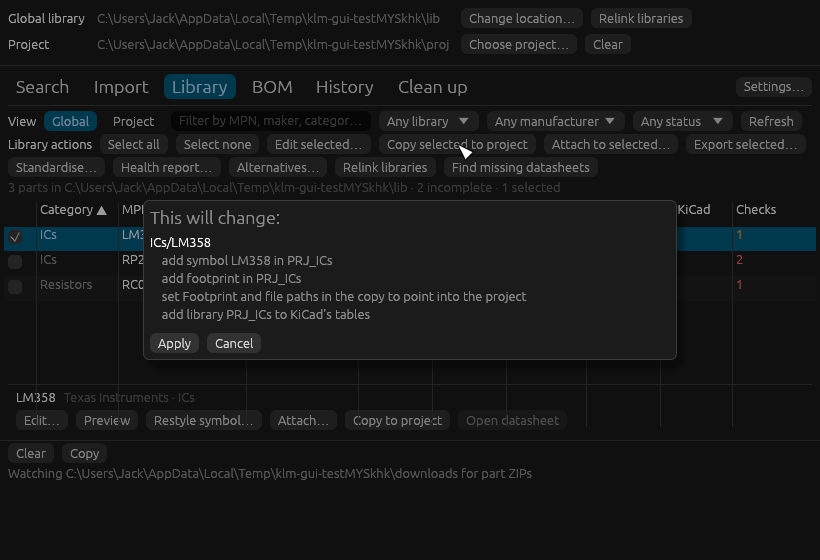 Global library C:\Users\Jack\AppData\Local\Temp\klm-gui-testMYSkhk\lib Change location... Relink libraries
Project C:\Users\Jack\AppData\Local\Temp\klm-gui-testMYSkhk\proj Choose project... Clear
Search Import Library BOM History Clean up Settings...
View Global Project Filter by MPN, maker, categor... Any library Any manufacturer Any status Refresh
Library actions Select all Select none Edit selected... Copy selected to project Attach to selected... Export selected...
Standardise... Health report... Alternatives... Relink libraries Find missing datasheets
3 parts in C:\Users\Jack\AppData\Local\Temp\klm-gui-testMYSkhk\lib · 2 incomplete · 1 selected
Category ▲ MP KiCad Checks
ICs LM3 1
ICs RP2 2
Resistors RC0 1
This will change:
ICs/LM358
add symbol LM358 in PRJ_ICs
add footprint in PRJ_ICs
set Footprint and file paths in the copy to point into the project
add library PRJ_ICs to KiCad's tables
Apply Cancel
LM358 Texas Instruments · ICs
Edit... Preview Restyle symbol... Attach... Copy to project Open datasheet
Clear Copy
Watching C:\Users\Jack\AppData\Local\Temp\klm-gui-testMYSkhk\downloads for part ZIPs